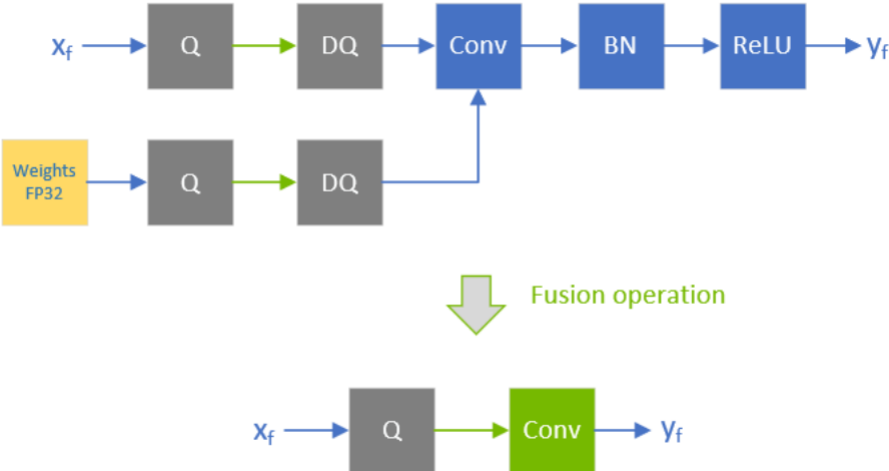 xf Q DQ Conv BN ReLU yf
Weights
FP32
Q DQ
Fusion operation
xf Q Conv yf